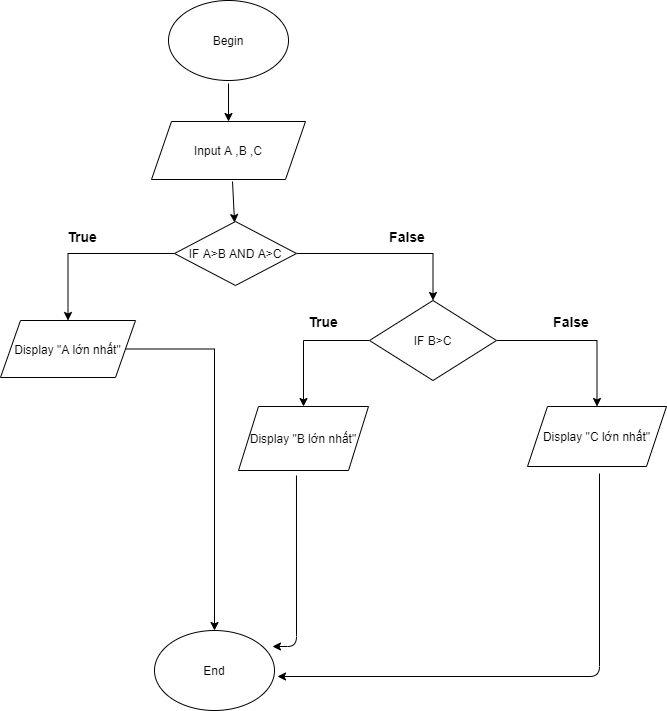 Begin
Input A ,B ,C
True
False
IF A>B AND A>C
True
False
Display "A lớn nhất"
IF B>C
Display "B lớn nhất"
Display "C lớn nhất"
End